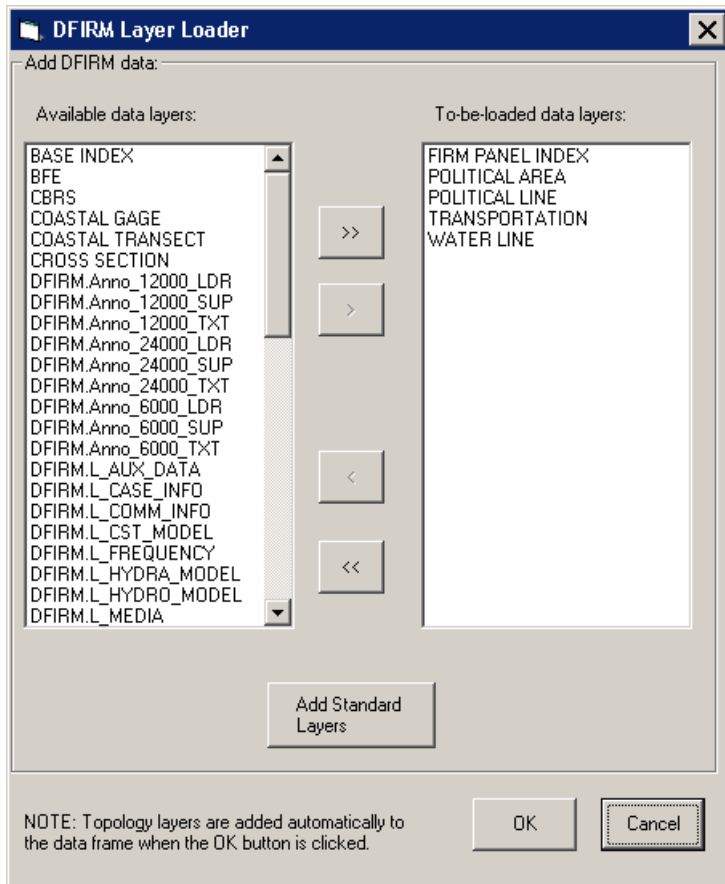 DFIRM Layer Loader
Add DFIRM data:
Available data layers:
To-be-loaded data layers:
BASE INDEX
BFE
CBRS
COASTAL GAGE
COASTAL TRANSECT
CROSS SECTION
DFIRM.Anno_12000_LDR
DFIRM.Anno_12000_SUP
DFIRM.Anno_12000_TXT
DFIRM.Anno_24000_LDR
DFIRM.Anno_24000_SUP
DFIRM.Anno_24000_TXT
DFIRM.Anno_6000_LDR
DFIRM.Anno_6000_SUP
DFIRM.Anno_6000_TXT
DFIRM.L_AUX_DATA
DFIRM.L_CASE_INFO
DFIRM.L_COMM_INFO
DFIRM.L_CST_MODEL
DFIRM.L_FREQUENCY
DFIRM.L_HYDRA_MODEL
DFIRM.L_HYDRO_MODEL
DFIRM.L_MEDIA
>>
>
<
<<
FIRM PANEL INDEX
POLITICAL AREA
POLITICAL LINE
TRANSPORTATION
WATER LINE
Add Standard
Layers
NOTE: Topology layers are added automatically to
the data frame when the OK button is clicked.
OK
Cancel